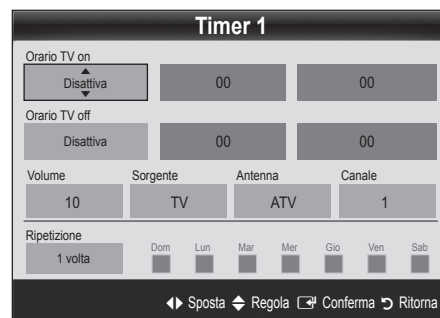 Timer 1
Orario TV on
Disattiva 00 00
Orario TV off
Disattiva 00 00
Volume Sorgente Antenna Canale
10 TV ATV 1
Ripetizione
1 volta Dom Lun Mar Mer Gio Ven Sab
Sposta Regola Conferma Ritorna